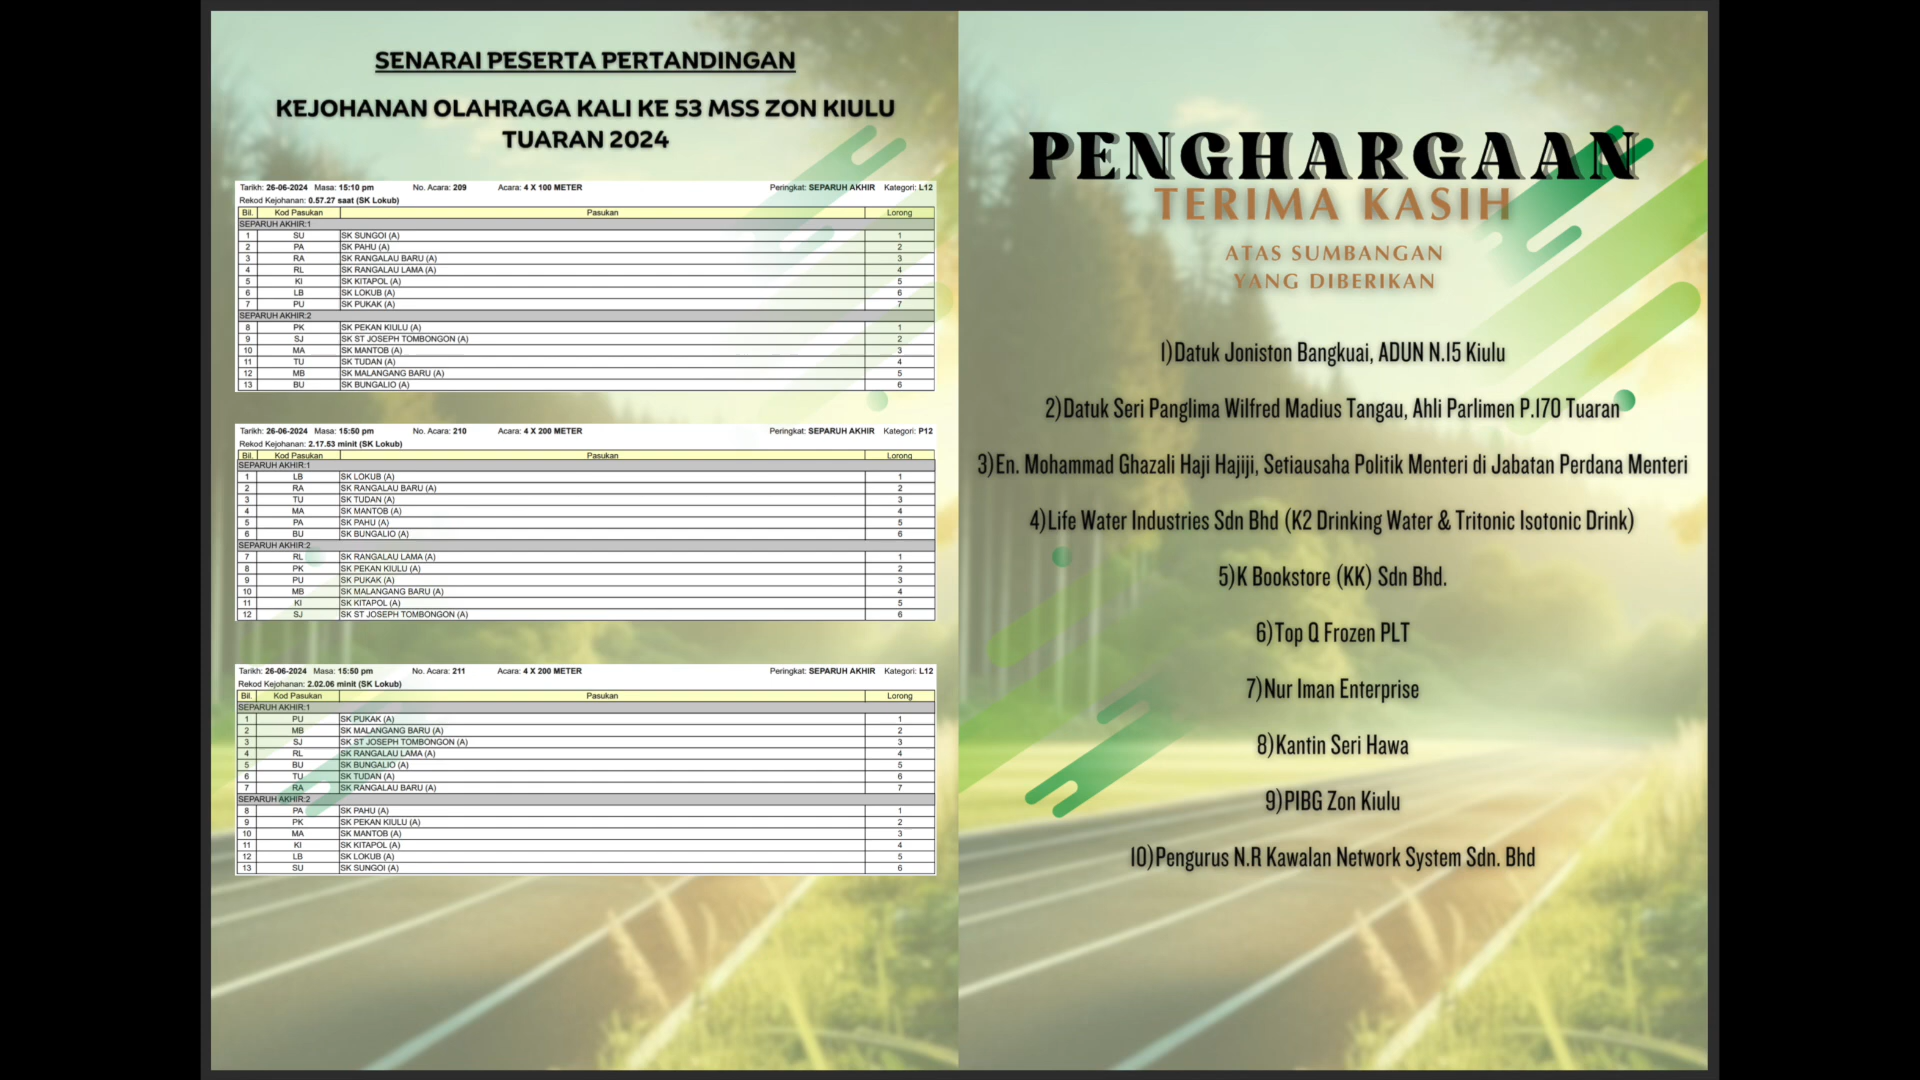 SENARAI PESERTA PERTANDINGAN
KEJOHANAN OLAHRAGA KALI KE 53 MSS ZON KIULU
TUARAN 2024
Tarikh: 26-06-2024 Masa: 15:10 pm No. Acara: 209 Acara: 4 X 100 METER Peringkat: SEPARUH AKHIR Kategori: L12
Rekod Kejohanan: 0.57.27 saat (SK Lokub)
Bil. Kod Pasukan Pasukan Lorong
SEPARUH AKHIR:1
1 SU SK SUNGOI (A) 1
2 PA SK PAHU (A) 2
3 RA SK RANGALAU BARU (A) 3
4 RL SK RANGALAU LAMA (A) 4
5 KI SK KITAPOL (A) 5
6 LB SK LOKUB (A) 6
7 PU SK PUKAK (A) 7
SEPARUH AKHIR:2
8 PK SK PEKAN KIULU (A) 1
9 SJ SK ST JOSEPH TOMBONGON (A) 2
10 MA SK MANTOB (A) 3
11 TU SK TUDAN (A) 4
12 MB SK MALANGANG BARU (A) 5
13 BU SK BUNGALIO (A) 6
Tarikh: 26-06-2024 Masa: 15:50 pm No. Acara: 210 Acara: 4 X 200 METER Peringkat: SEPARUH AKHIR Kategori: P12
Rekod Kejohanan: 2.17.53 minit (SK Lokub)
Bil. Kod Pasukan Pasukan Lorong
SEPARUH AKHIR:1
1 LB SK LOKUB (A) 1
2 RA SK RANGALAU BARU (A) 2
3 TU SK TUDAN (A) 3
4 MA SK MANTOB (A) 4
5 PA SK PAHU (A) 5
6 BU SK BUNGALIO (A) 6
SEPARUH AKHIR:2
7 RL SK RANGALAU LAMA (A) 1
8 PK SK PEKAN KIULU (A) 2
9 PU SK PUKAK (A) 3
10 MB SK MALANGANG BARU (A) 4
11 KI SK KITAPOL (A) 5
12 SJ SK ST JOSEPH TOMBONGON (A) 6
Tarikh: 26-06-2024 Masa: 15:50 pm No. Acara: 211 Acara: 4 X 200 METER Peringkat: SEPARUH AKHIR Kategori: L12
Rekod Kejohanan: 2.02.06 minit (SK Lokub)
Bil. Kod Pasukan Pasukan Lorong
SEPARUH AKHIR:1
1 PU SK PUKAK (A) 1
2 MB SK MALANGANG BARU (A) 2
3 SJ SK ST JOSEPH TOMBONGON (A) 3
4 RL SK RANGALAU LAMA (A) 4
5 BU SK BUNGALIO (A) 5
6 TU SK TUDAN (A) 6
7 RA SK RANGALAU BARU (A) 7
SEPARUH AKHIR:2
8 PA SK PAHU (A) 1
9 PK SK PEKAN KIULU (A) 2
10 MA SK MANTOB (A) 3
11 KI SK KITAPOL (A) 4
12 LB SK LOKUB (A) 5
13 SU SK SUNGOI (A) 6
PENGHARGAAN
TERIMA KASIH
ATAS SUMBANGAN
YANG DIBERIKAN
1)Datuk Joniston Bangkuai, ADUN N.15 Kiulu
2)Datuk Seri Panglima Wilfred Madius Tangau, Ahli Parlimen P.170 Tuaran
3)En. Mohammad Ghazali Haji Hajiji, Setiausaha Politik Menteri di Jabatan Perdana Menteri
4)Life Water Industries Sdn Bhd (K2 Drinking Water & Tritonic Isotonic Drink)
5)K Bookstore (KK) Sdn Bhd.
6)Top Q Frozen PLT
7)Nur Iman Enterprise
8)Kantin Seri Hawa
9)PIBG Zon Kiulu
10)Pengurus N.R Kawalan Network System Sdn. Bhd